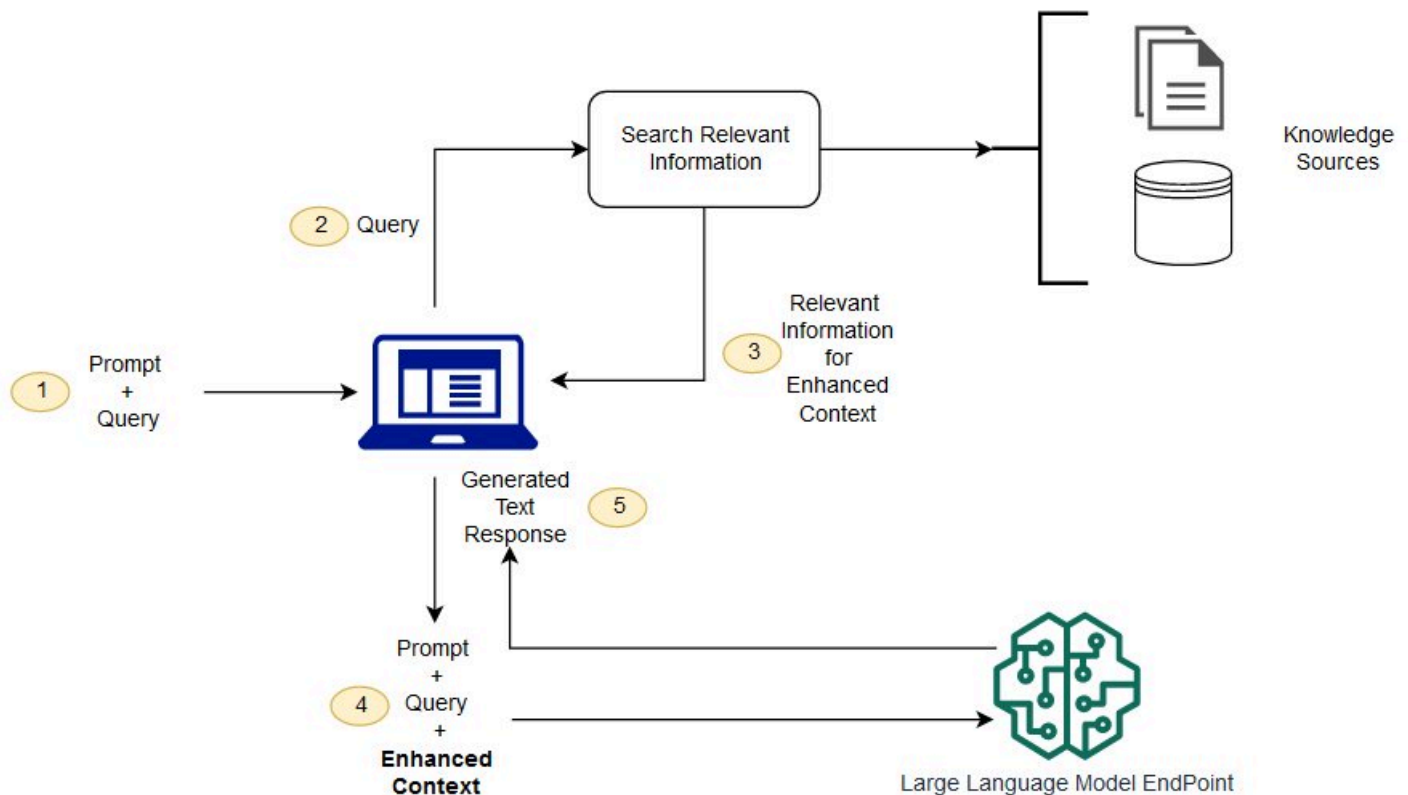 Search Relevant
Information
Knowledge
Sources
2
Query
Relevant
Information
for
Enhanced
Context
3
1
Prompt
+
Query
Generated
Text
Response
5
Prompt
+
Query
+
Enhanced
Context
4
Large Language Model EndPoint